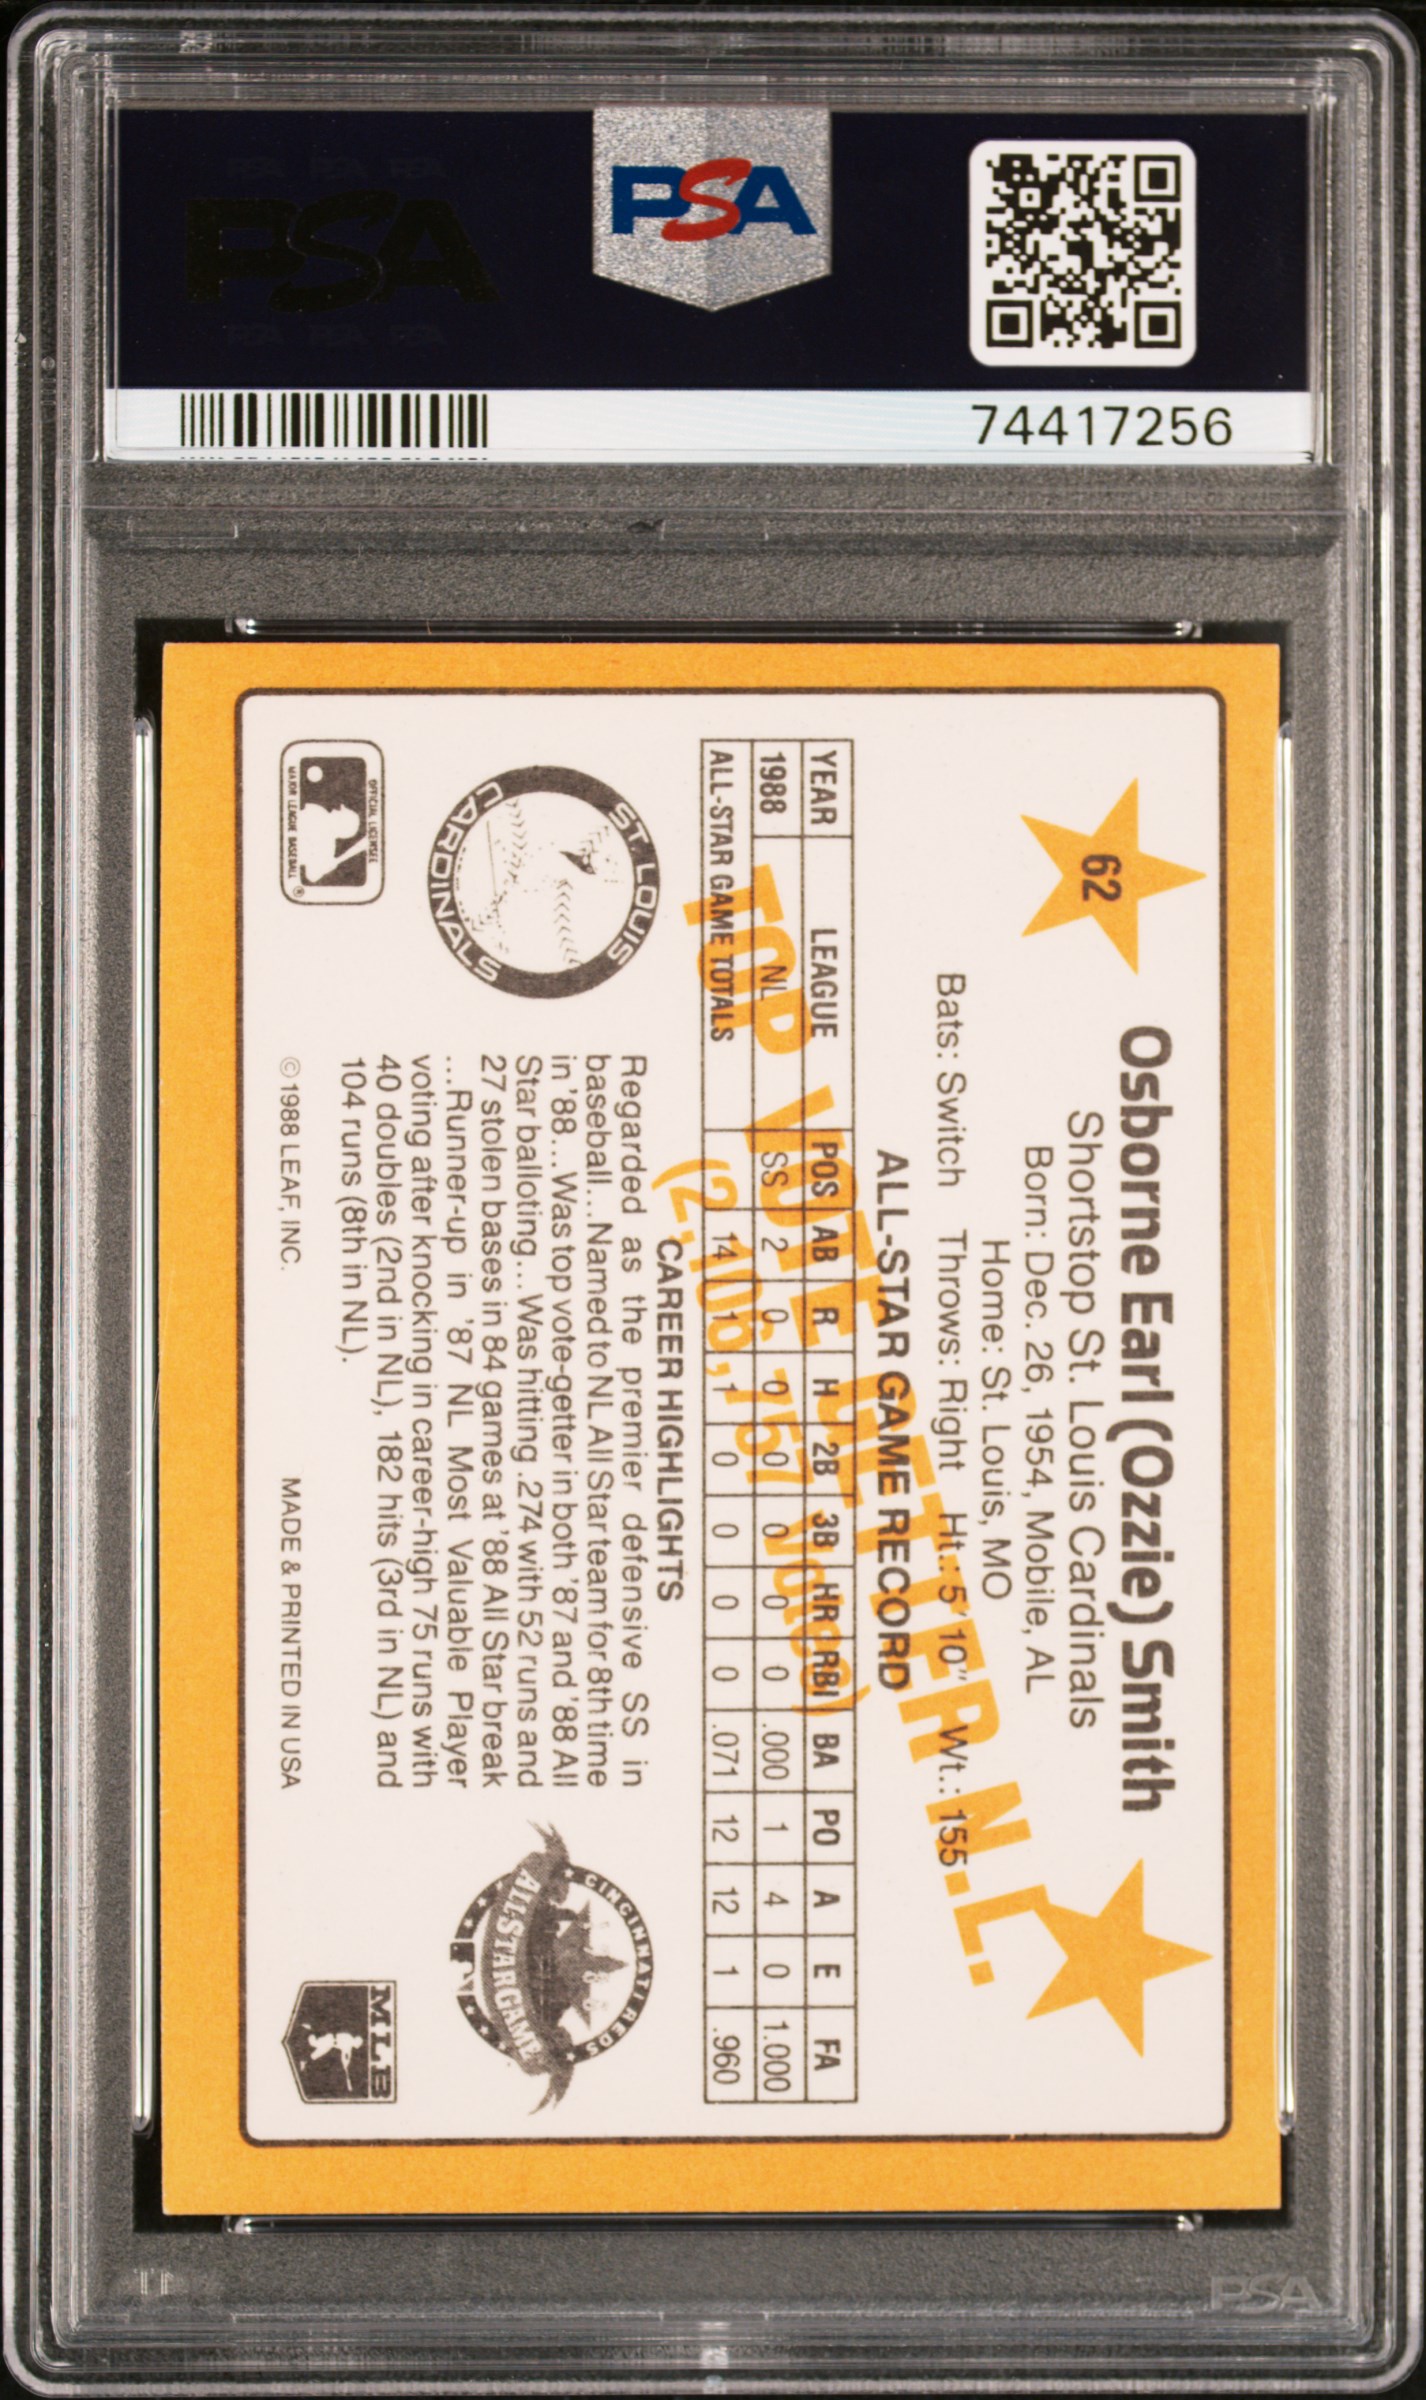 PSA
PSA
74417256
62
Osborne Earl (Ozzie) Smith
Shortstop St. Louis Cardinals
Born: Dec. 26, 1954, Mobile, AL
Home: St. Louis, MO
Bats: Switch Throws: Right Ht.: 5'10" Wt.: 155
TOP VOTE GETTER N.L.
(2,106,757 Votes)
ALL-STAR GAME RECORD
YEAR LEAGUE POS AB R H 2B 3B HR RBI BA PO A E FA
1988 NL SS 2 0 0 0 0 0 0 .000 1 4 0 1.000
ALL-STAR GAME TOTALS 14 1 1 0 0 0 0 .071 12 12 1 .960
CAREER HIGHLIGHTS
Regarded as the premier defensive SS in
baseball...Named to NL All Star team for 8th time
in '88...Was top vote-getter in both '87 and '88 All
Star balloting...Was hitting .274 with 52 runs and
27 stolen bases in 84 games at '88 All Star break
...Runner-up in '87 NL Most Valuable Player
voting after knocking in career-high 75 runs with
40 doubles (2nd in NL), 182 hits (3rd in NL) and
104 runs (8th in NL).
ST. LOUIS
CARDINALS
CINCINNATI REDS
ALL STAR GAME
OFFICIAL LICENSEE
MAJOR LEAGUE BASEBALL
®
© 1988 LEAF, INC.
MADE & PRINTED IN USA
MLB
PSA